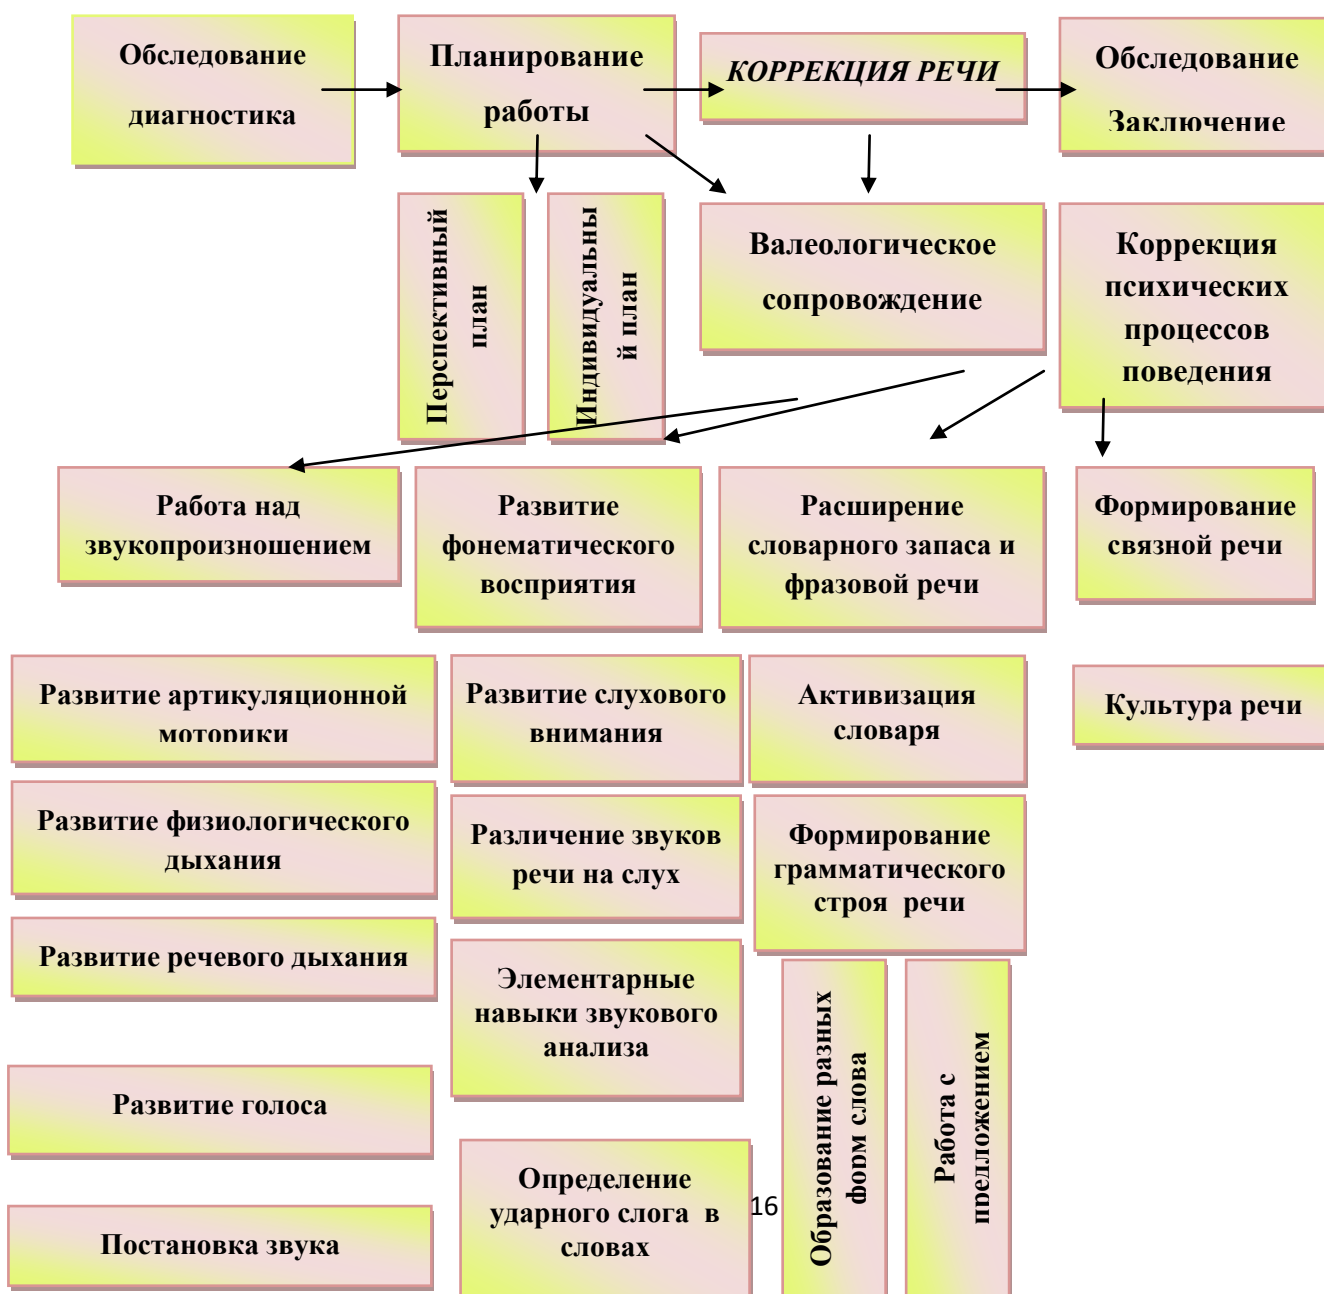 Обследование
диагностика
Планирование
работы
КОРРЕКЦИЯ РЕЧИ
Обследование
Заключение
Перспективный
план
Индивидуальны
й план
Валеологическое
сопровождение
Коррекция
психических
процессов
поведения
Работа над
звукопроизношением
Развитие
фонематического
восприятия
Расширение
словарного запаса и
фразовой речи
Формирование
связной речи
Развитие артикуляционной
моторики
Развитие слухового
внимания
Активизация
словаря
Культура речи
Развитие физиологического
дыхания
Различение звуков
речи на слух
Формирование
грамматического
строя речи
Развитие речевого дыхания
Элементарные
навыки звукового
анализа
Образование разных
форм слова
Работа с
предложением
Развитие голоса
Определение
ударного слога в
словах
16
Постановка звука